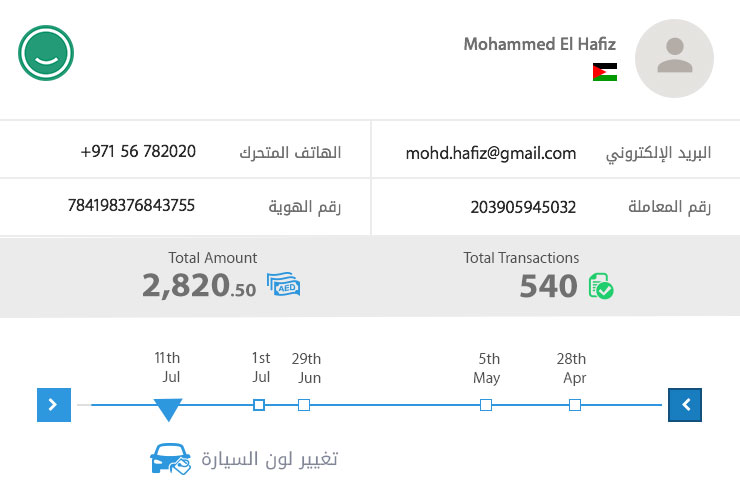 Mohammed El Hafiz
البريد الإلكتروني mohd.hafiz@gmail.com
الهاتف المتحرك +971 56 782020
رقم المعاملة 203905945032
رقم الهوية 784198376843755
Total Transactions
540
Total Amount
2,820.50
AED
28th
Apr
5th
May
29th
Jun
1st
Jul
11th
Jul
تغيير لون السيارة